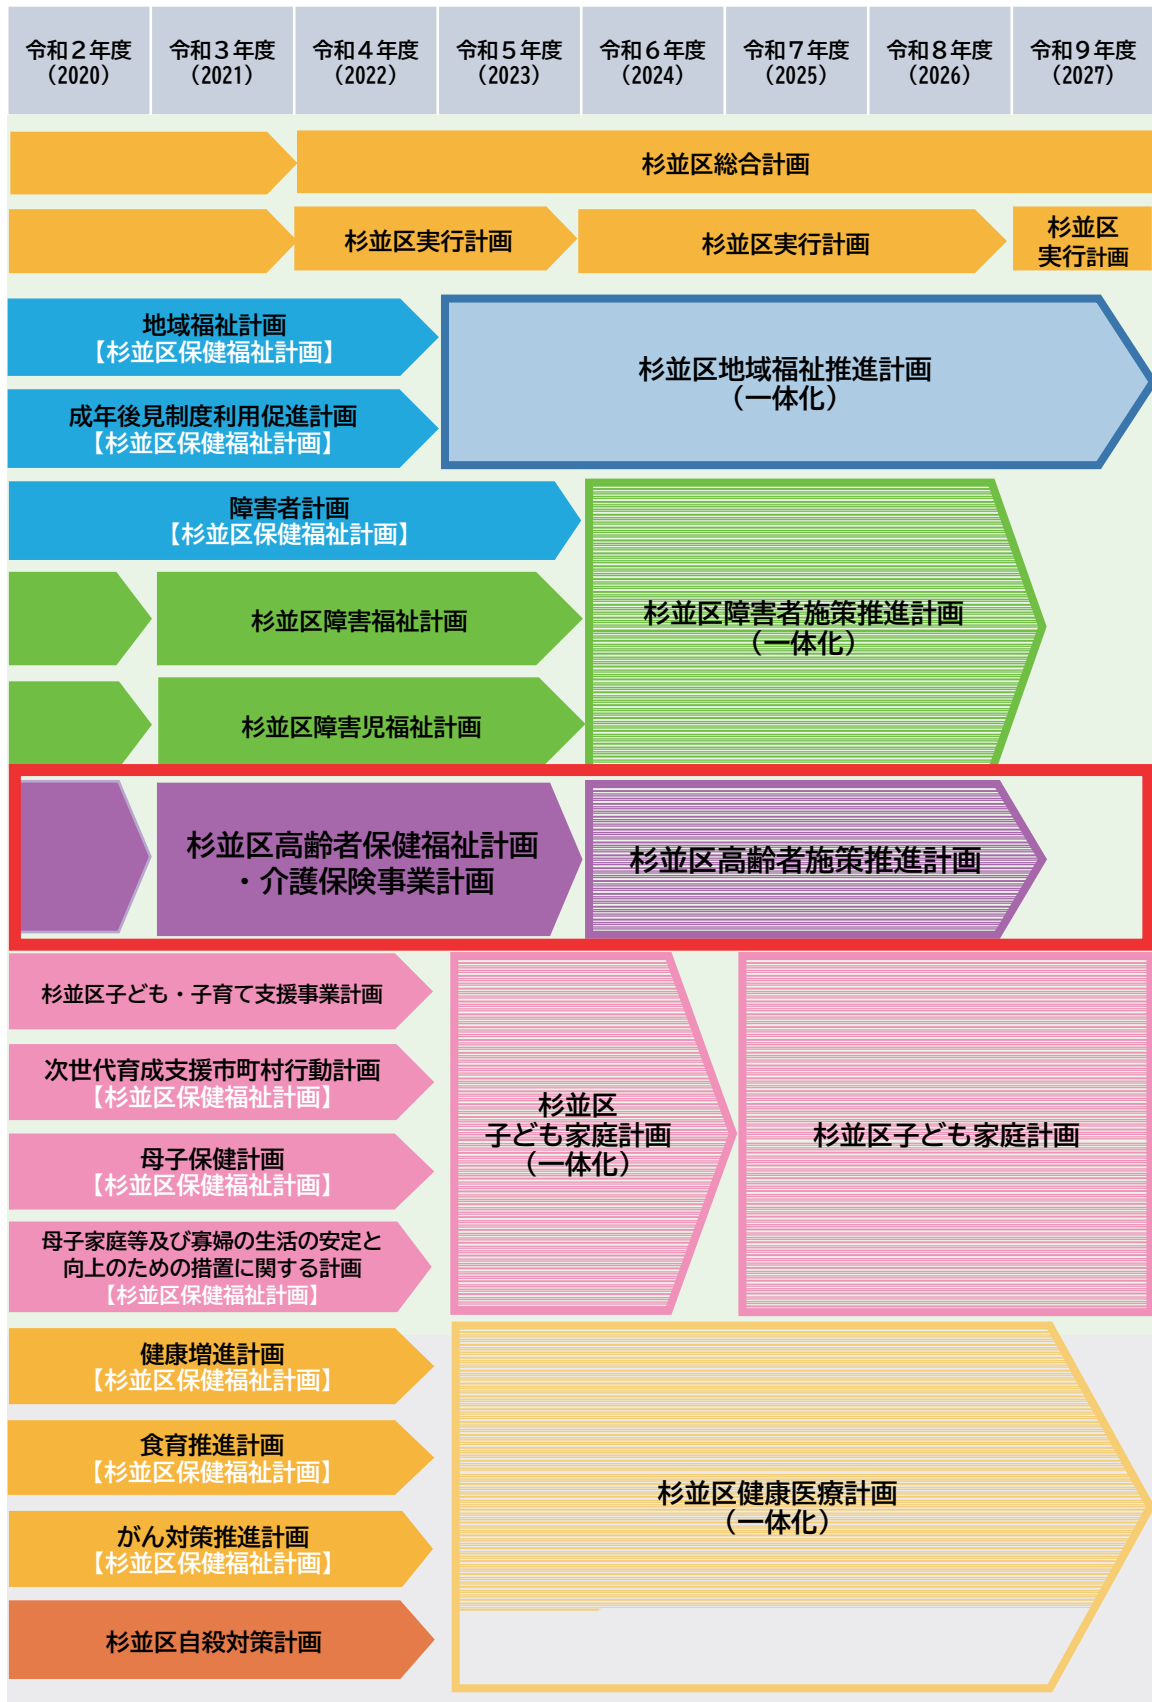 令和２年度
（2020）
令和３年度
（2021）
令和４年度
（2022）
令和５年度
（2023）
令和６年度
（2024）
令和７年度
（2025）
令和８年度
（2026）
令和９年度
（2027）
杉並区総合計画
杉並区実行計画
杉並区実行計画
杉並区
実行計画
地域福祉計画
【杉並区保健福祉計画】
成年後見制度利用促進計画
【杉並区保健福祉計画】
杉並区地域福祉推進計画
（一体化）
障害者計画
【杉並区保健福祉計画】
杉並区障害福祉計画
杉並区障害児福祉計画
杉並区障害者施策推進計画
（一体化）
杉並区高齢者保健福祉計画
・介護保険事業計画
杉並区高齢者施策推進計画
杉並区子ども・子育て支援事業計画
次世代育成支援市町村行動計画
【杉並区保健福祉計画】
母子保健計画
【杉並区保健福祉計画】
母子家庭等及び寡婦の生活の安定と
向上のための措置に関する計画
【杉並区保健福祉計画】
杉並区
子ども家庭計画
（一体化）
杉並区子ども家庭計画
健康増進計画
【杉並区保健福祉計画】
食育推進計画
【杉並区保健福祉計画】
がん対策推進計画
【杉並区保健福祉計画】
杉並区自殺対策計画
杉並区健康医療計画
（一体化）